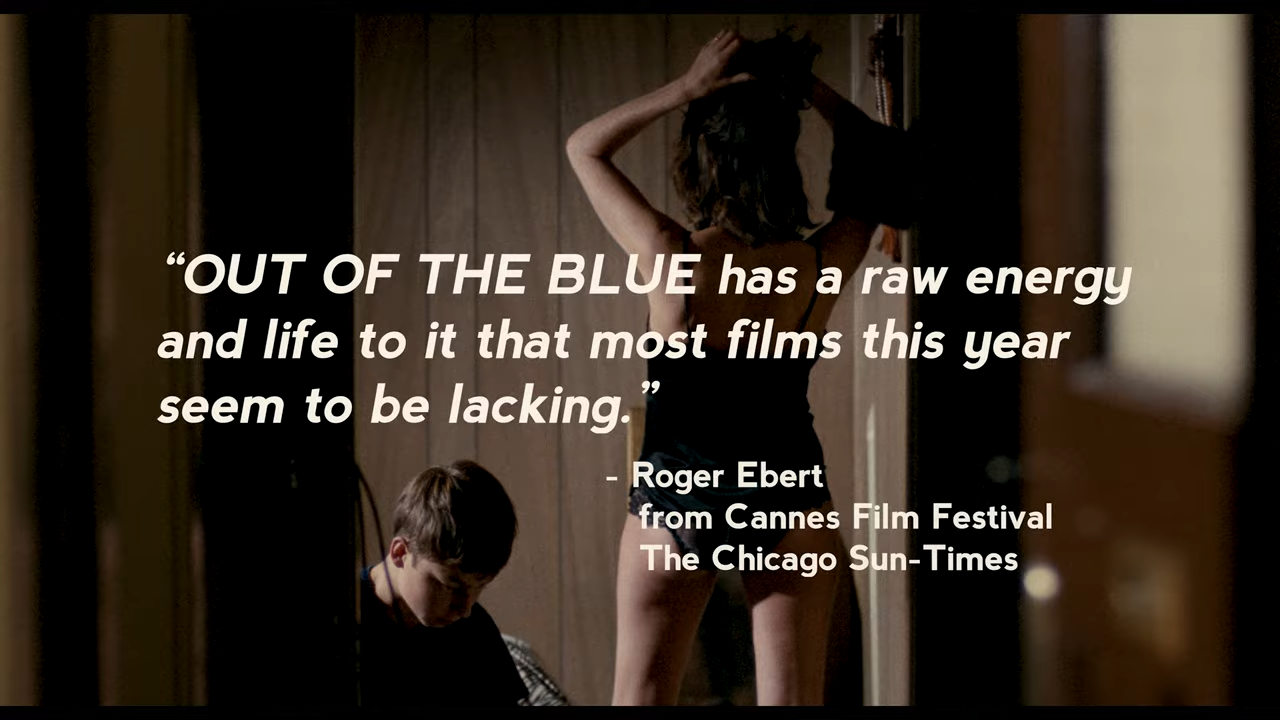 “OUT OF THE BLUE has a raw energy
and life to it that most films this year
seem to be lacking.”
- Roger Ebert
from Cannes Film Festival
The Chicago Sun-Times